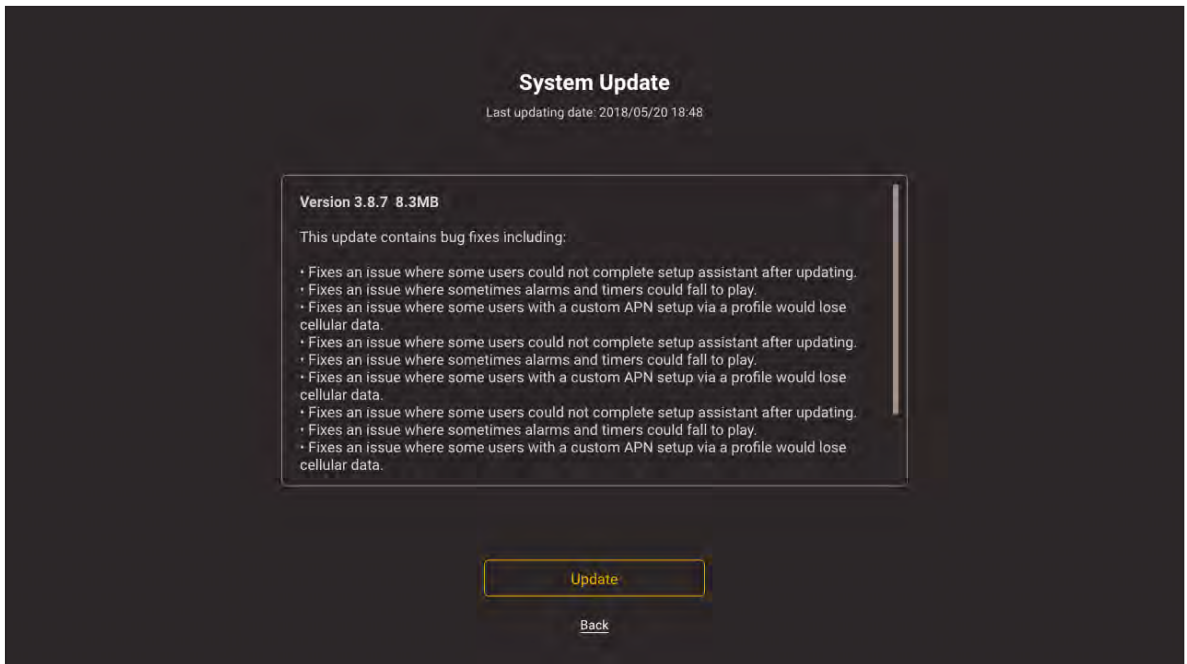 System Update
Last updating date: 2018/05/20 18:48
Version 3.8.7 8.3MB
This update contains bug fixes including:
• Fixes an issue where some users could not complete setup assistant after updating.
• Fixes an issue where sometimes alarms and timers could fall to play.
• Fixes an issue where some users with a custom APN setup via a profile would lose
cellular data.
• Fixes an issue where some users could not complete setup assistant after updating.
• Fixes an issue where sometimes alarms and timers could fall to play.
• Fixes an issue where some users with a custom APN setup via a profile would lose
cellular data.
• Fixes an issue where some users could not complete setup assistant after updating.
• Fixes an issue where sometimes alarms and timers could fall to play.
• Fixes an issue where some users with a custom APN setup via a profile would lose
cellular data.
Update
Back